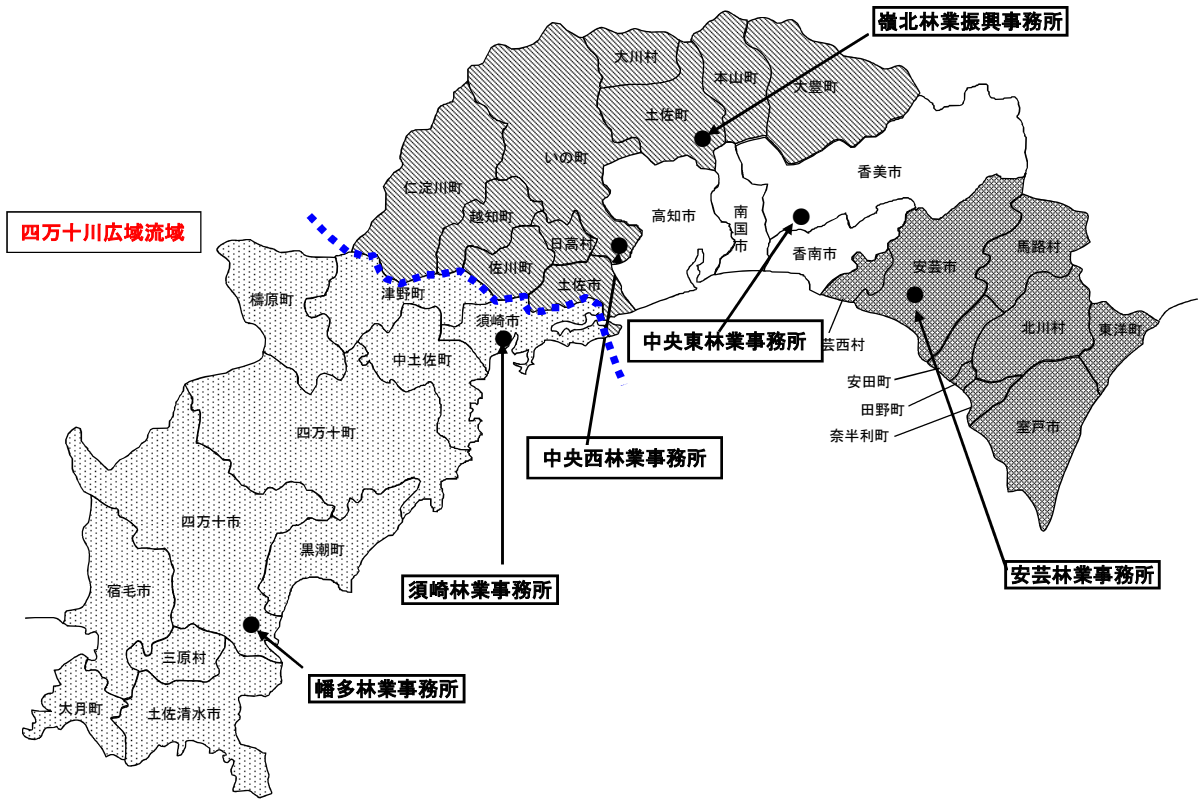 嶺北林業振興事務所
大川村
本山町
大豊町
土佐町
いの町
香美市
仁淀川町
越知町
高知市
南国市
四万十川広域流域
日高村
香南市
馬路村
佐川町
安芸市
土佐市
津野町
檮原町
須崎市
北川村
東洋町
中央東林業事務所
芸西村
中土佐町
安田町
田野町
奈半利町
室戸市
四万十町
中央西林業事務所
四万十市
黒潮町
安芸林業事務所
須崎林業事務所
宿毛市
三原村
幡多林業事務所
大月町
土佐清水市